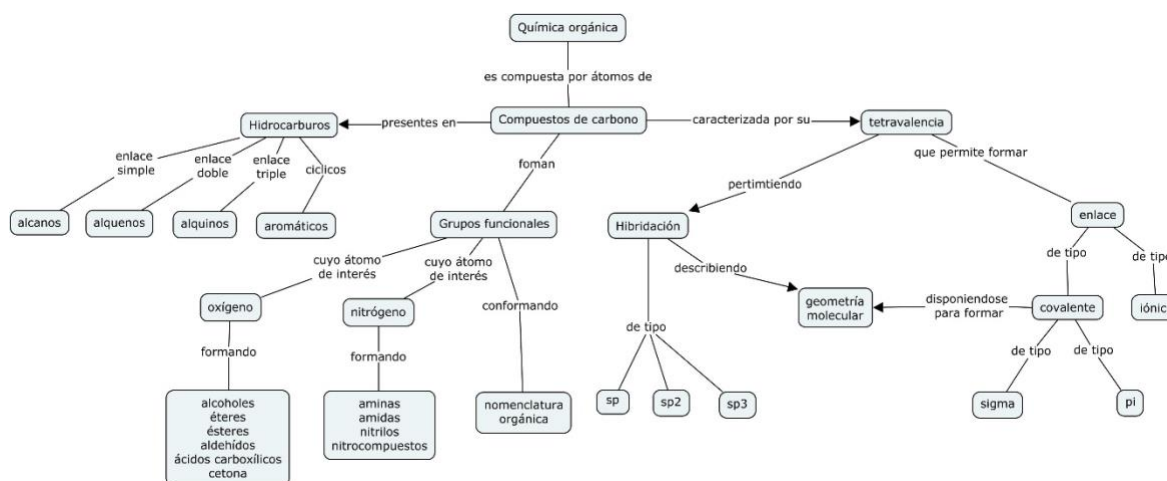 Química orgánica
es compuesta por átomos de
Hidrocarburos
presentes en
Compuestos de carbono
caracterizada por su
tetravalencia
enlace
simple
enlace
doble
enlace
triple
cíclicos
foman
que permite formar
pertimtiendo
alcanos
alquenos
alquinos
aromáticos
Grupos funcionales
Hibridación
enlace
cuyo átomo
de interés
cuyo átomo
de interés
describiendo
de tipo
de tipo
oxígeno
nitrógeno
conformando
geometría
molecular
disponiendose
para formar
covalente
iónic
formando
formando
de tipo
de tipo
de tipo
alcoholes
éteres
ésteres
aldehídos
ácidos carboxílicos
cetona
aminas
amidas
nitrilos
nitrocompuestos
nomenclatura
orgánica
sp
sp2
sp3
sigma
pi